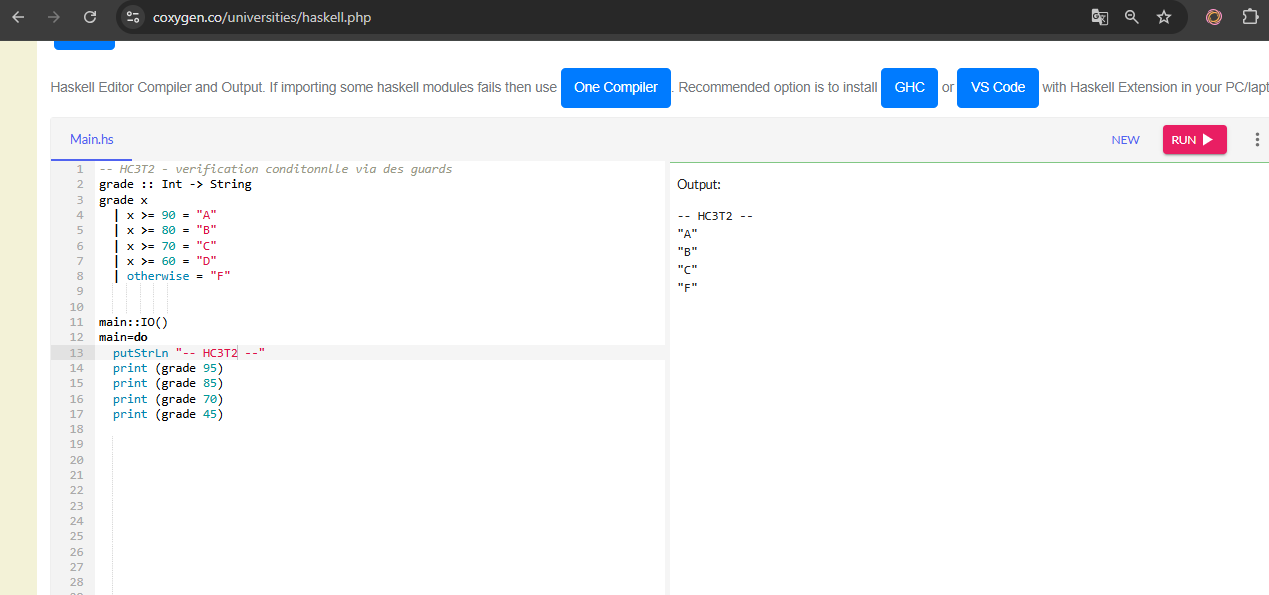 coxygen.co/universities/haskell.php
Haskell Editor Compiler and Output. If importing some haskell modules fails then use One Compiler . Recommended option is to install GHC or VS Code with Haskell Extension in your PC/lapt
Main.hs
NEW
RUN
1 -- HC3T2 - verification conditonnlle via des guards
2 grade :: Int -> String
3 grade x
4 | x >= 90 = "A"
5 | x >= 80 = "B"
6 | x >= 70 = "C"
7 | x >= 60 = "D"
8 | otherwise = "F"
9
10
11 main::IO()
12 main=do
13 putStrLn "-- HC3T2 --"
14 print (grade 95)
15 print (grade 85)
16 print (grade 70)
17 print (grade 45)
18
19
20
21
22
23
24
25
26
27
28
Output:
-- HC3T2 --
"A"
"B"
"C"
"F"